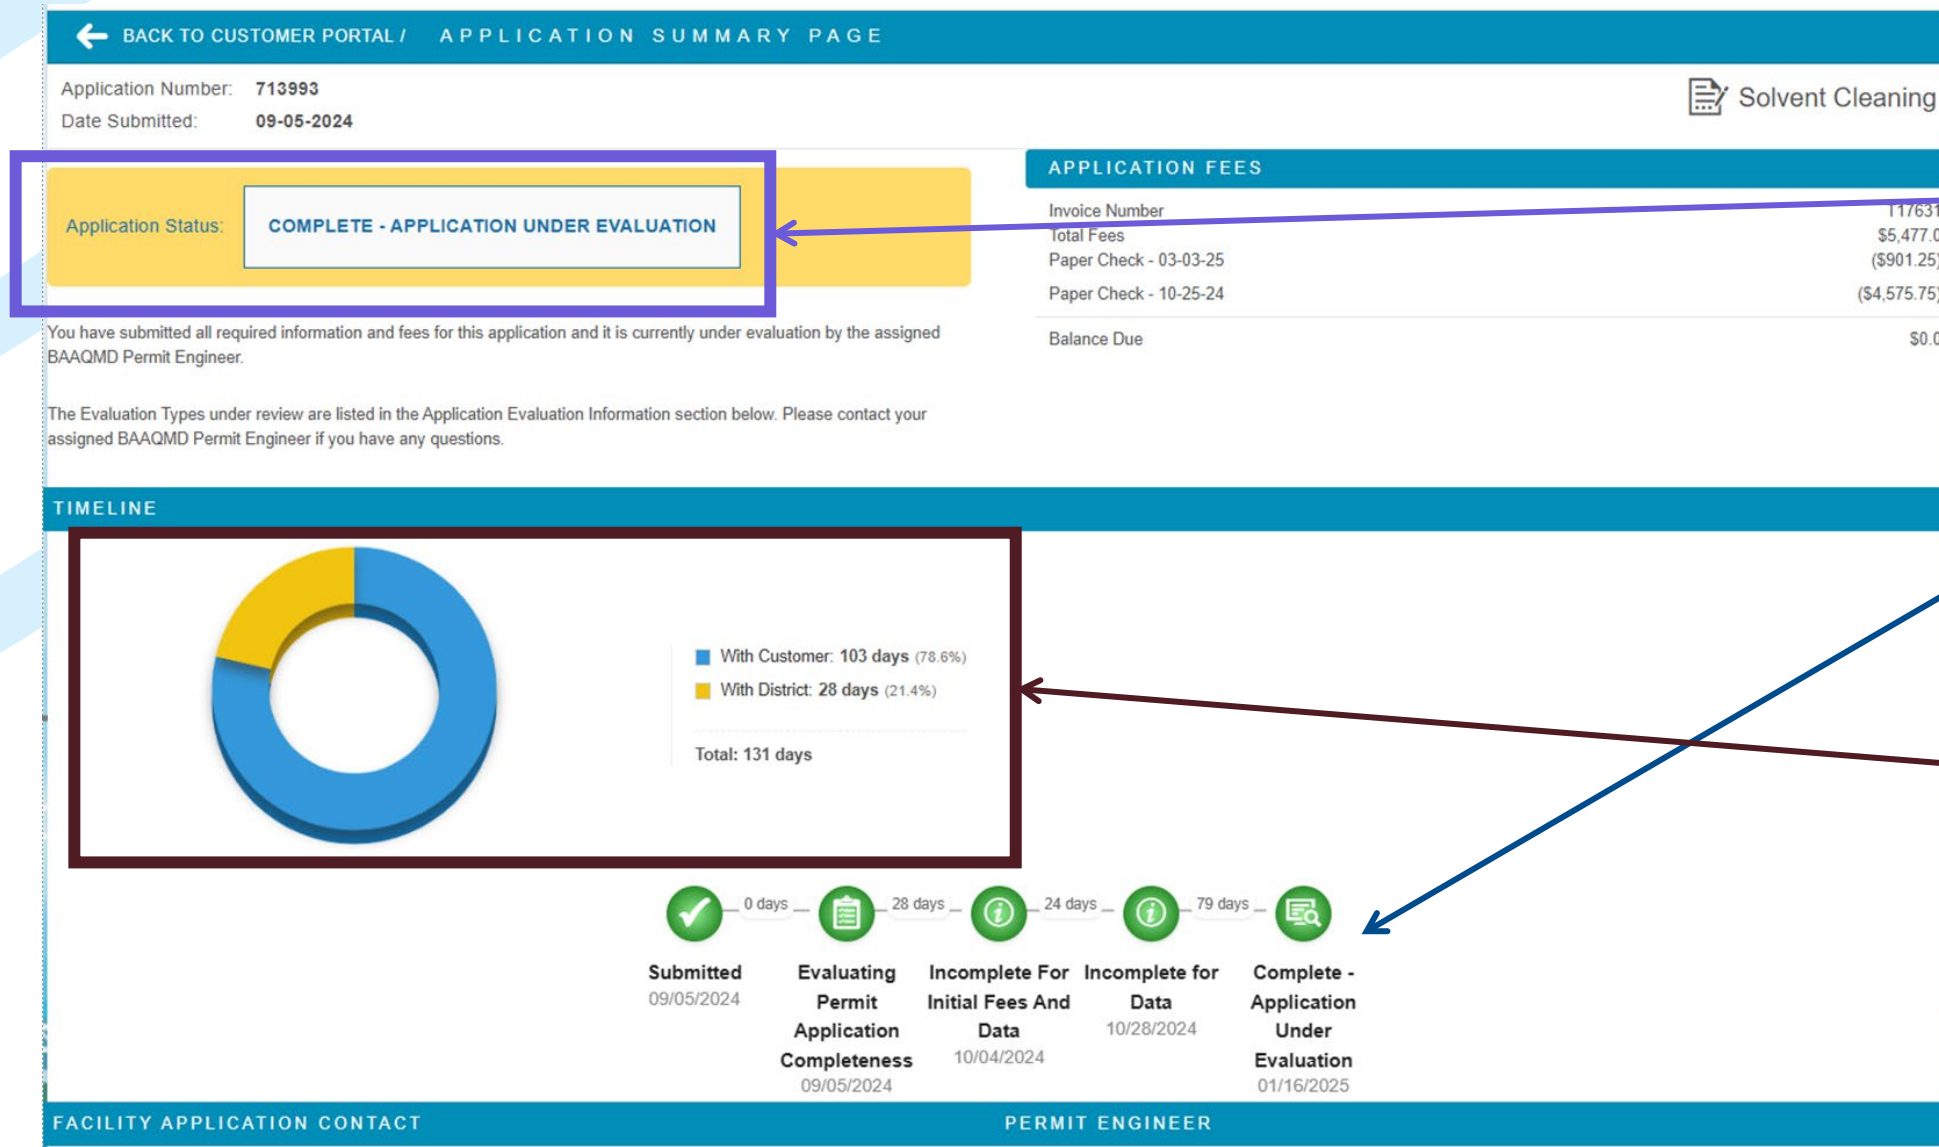 BACK TO CUSTOMER PORTAL / APPLICATION SUMMARY PAGE
Application Number: 713993
Date Submitted: 09-05-2024
Solvent Cleaning
Application Status: COMPLETE - APPLICATION UNDER EVALUATION
You have submitted all required information and fees for this application and it is currently under evaluation by the assigned
BAAQMD Permit Engineer.
The Evaluation Types under review are listed in the Application Evaluation Information section below. Please contact your
assigned BAAQMD Permit Engineer if you have any questions.
APPLICATION FEES
Invoice Number
Total Fees $5,477.0
Paper Check - 03-03-25 ($901.25)
Paper Check - 10-25-24 ($4,575.75)
Balance Due $0.0
TIMELINE
With Customer: 103 days (78.6%)
With District: 28 days (21.4%)
Total: 131 days
0 days 28 days 24 days 79 days
Submitted
09/05/2024
Evaluating
Permit
Application
Completeness
09/05/2024
Incomplete For
Initial Fees And
Data
10/04/2024
Incomplete for
Data
10/28/2024
Complete -
Application
Under
Evaluation
01/16/2025
FACILITY APPLICATION CONTACT
PERMIT ENGINEER